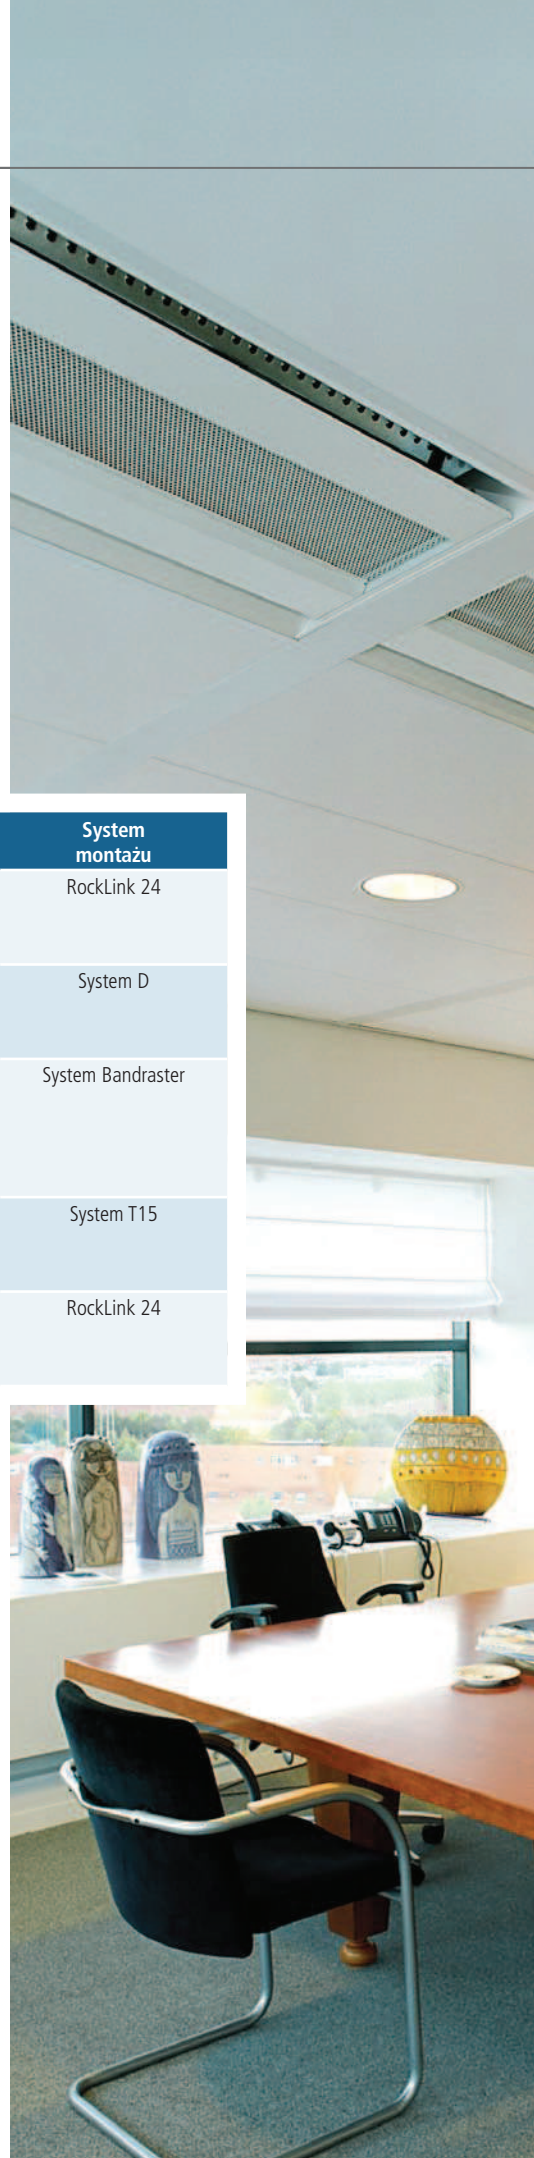 System
montażu
RockLink 24
System D
System Bandraster
System T15
RockLink 24